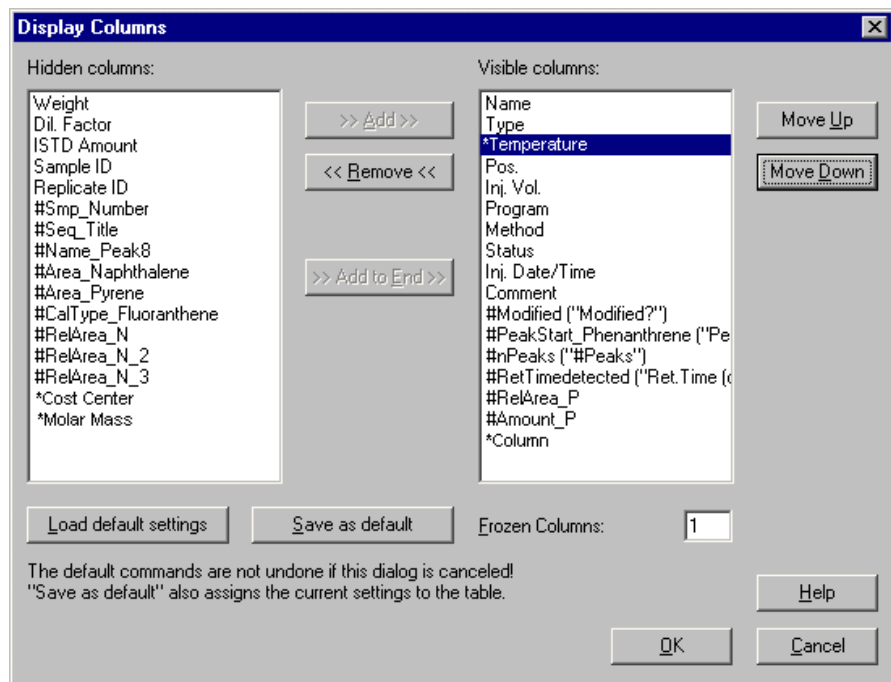 Display Columns
Hidden columns:
Weight
Dil. Factor
ISTD Amount
Sample ID
Replicate ID
#Smp_Number
#Seq_Title
#Name_Peak8
#Area_Naphthalene
#Area_Pyrene
#CalType_Fluoranthene
#RelArea_N
#RelArea_N_2
#RelArea_N_3
*Cost Center
*Molar Mass
>> Add >>
<< Remove <<
>> Add to End >>
Visible columns:
Name
Type
*Temperature
Pos.
Inj. Vol.
Program
Method
Status
Inj. Date/Time
Comment
#Modified ("Modified?")
#PeakStart_Phenanthrene ("Pe
#nPeaks ("#Peaks")
#RetTimedetected ("Ret.Time (d
#RelArea_P
#Amount_P
*Column
Move Up
Move Down
Load default settings
Save as default
Frozen Columns: 1
The default commands are not undone if this dialog is canceled!
"Save as default" also assigns the current settings to the table.
Help
OK
Cancel